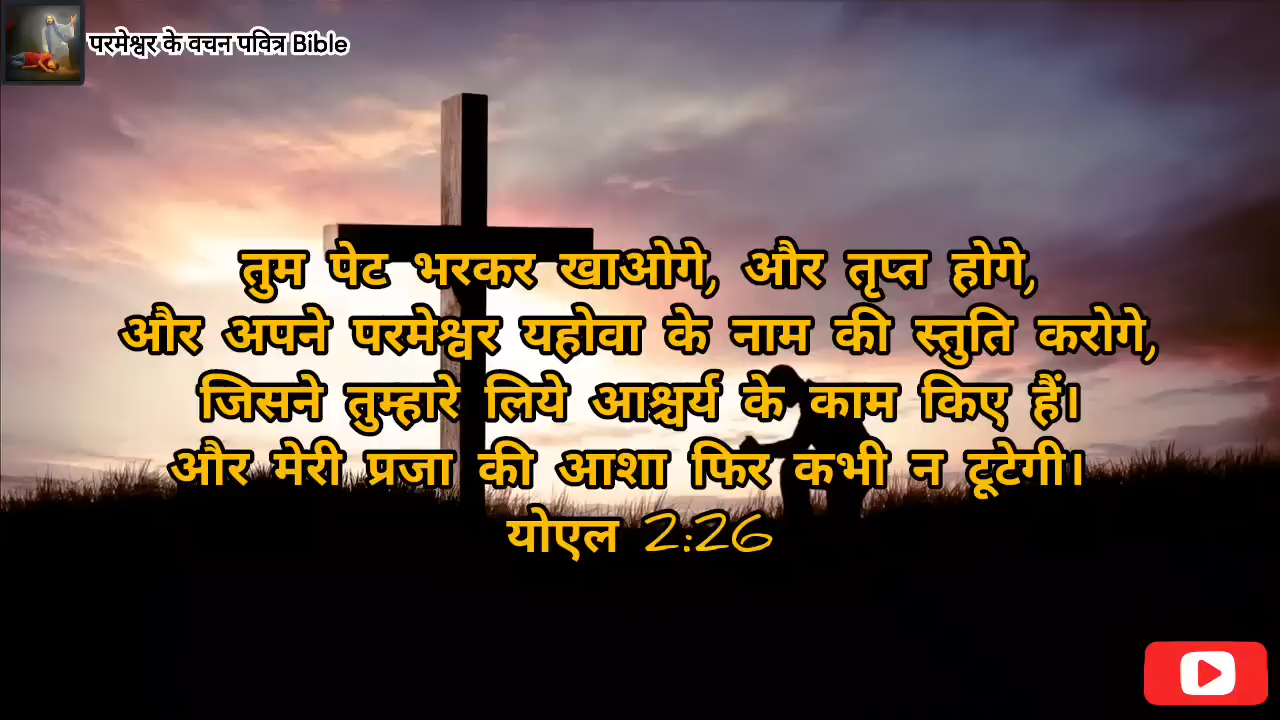 परमेश्वर के वचन पवित्र Bible
तुम पेट भरकर खाओगे, और तृप्त होगे,
और अपने परमेश्वर यहोवा के नाम की स्तुति करोगे,
जिसने तुम्हारे लिये आश्चर्य के काम किए हैं।
और मेरी प्रजा की आशा फिर कभी न टूटेगी।
योएल 2:26